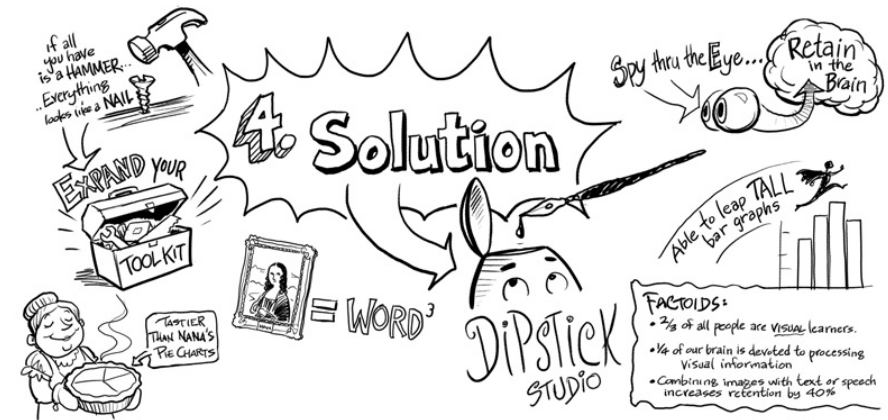 if all
you have
is a HAMMER...
..Everything
looks like a NAIL
EXPAND YOUR
TOOLKIT
TASTIER
THAN NANA'S
PIE CHARTS
4. Solution
= WORD³
DIPSTICK
STUDIO
Spy thru the Eye...
Retain
in the
Brain
Able to leap TALL
bar graphs
FACTOIDS:
• 2/3 of all people are VISUAL learners.
• 1/4 of our brain is devoted to processing
Visual information
• Combining images with text or speech
increases retention by 40%